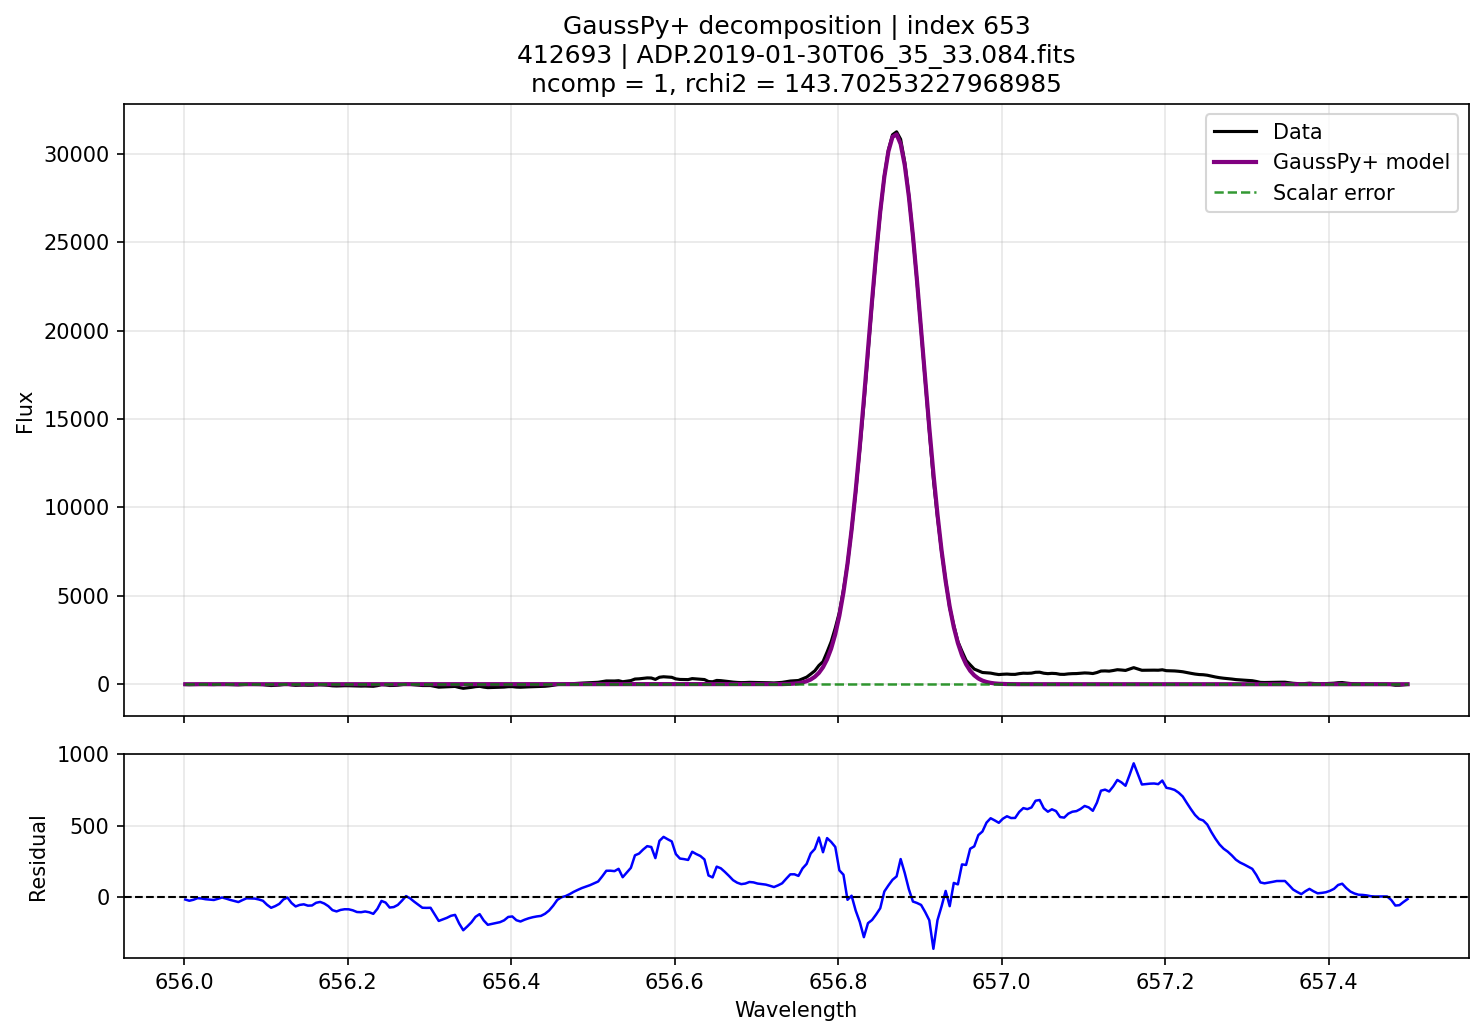 GaussPy+ decomposition | index 653
412693 | ADP.2019-01-30T06_35_33.084.fits
ncomp = 1, rchi2 = 143.70253227968985
Data
GaussPy+ model
Scalar error
30000
25000
20000
15000
10000
5000
0
Flux
1000
500
0
Residual
656.0
656.2
656.4
656.6
656.8
657.0
657.2
657.4
Wavelength